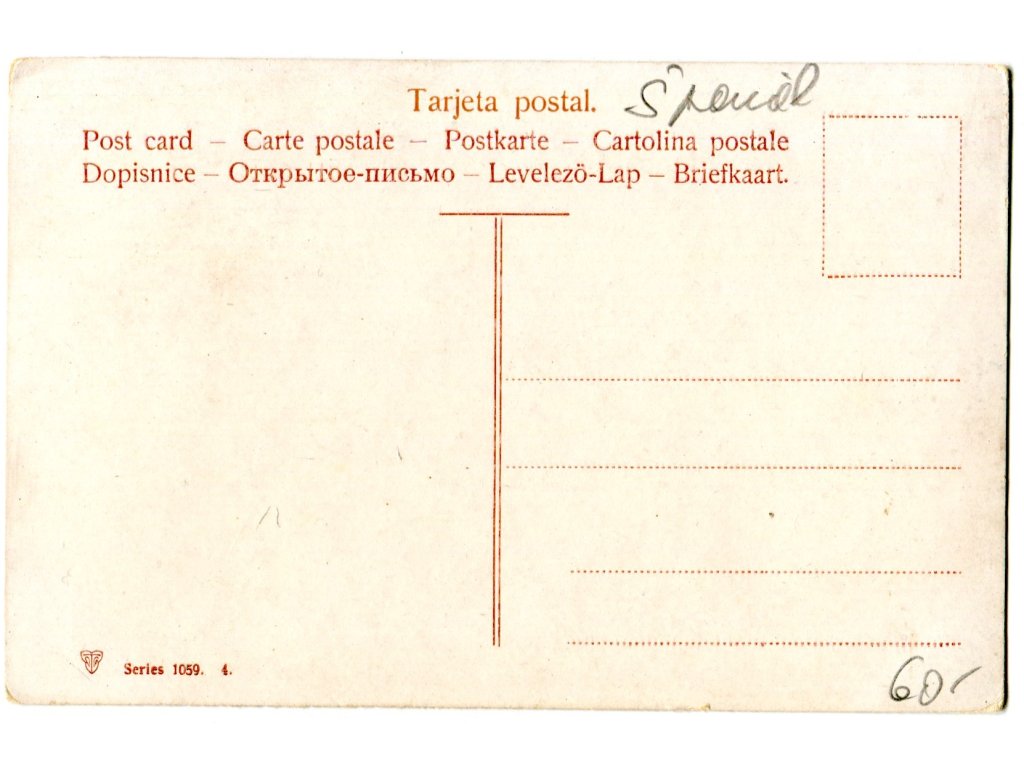 Tarjeta postal. Špenát
Post card – Carte postale – Postkarte – Cartolina postale
Dopisnice – Открытое-письмо – Levelezö-Lap – Briefkaart.
Series 1059. 4.
60-